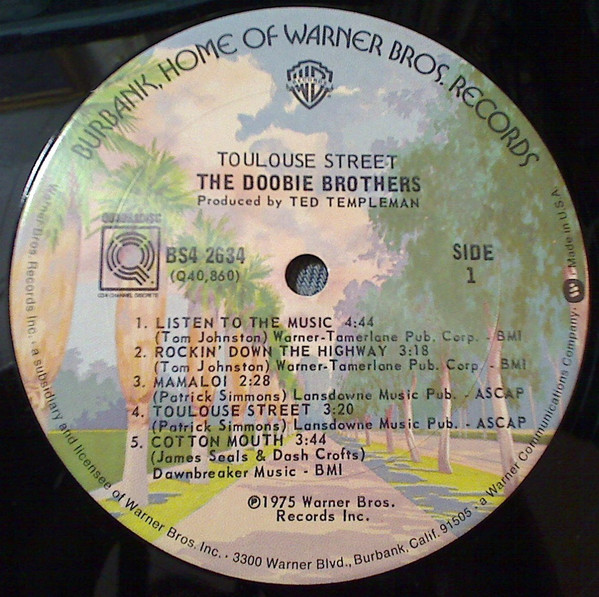 BURBANK, HOME OF WARNER BROS. RECORDS
TOULOUSE STREET
THE DOOBIE BROTHERS
Produced by TED TEMPLEMAN
QUADRADISC
BS4 2634
(Q40,860)
CD4 CHANNEL DISCRETE
SIDE
1
1. LISTEN TO THE MUSIC 4:44
(Tom Johnston) Warner-Tamerlane Pub. Corp. - BMI
2. ROCKIN' DOWN THE HIGHWAY 3:18
(Tom Johnston) Warner-Tamerlane Pub. Corp. - BMI
3. MAMALOI 2:28
(Patrick Simmons) Lansdowne Music Pub. - ASCAP
4. TOULOUSE STREET 3:20
(Patrick Simmons) Lansdowne Music Pub. - ASCAP
5. COTTON MOUTH 3:44
(James Seals & Dash Crofts)
Dawnbreaker Music - BMI
℗1975 Warner Bros.
Records Inc.
Warner Bros. Records Inc. · a subsidiary and licensee of Warner Bros. Inc. · 3300 Warner Blvd., Burbank, Calif. 91505 · a Warner Communications Company · Made in U.S.A.